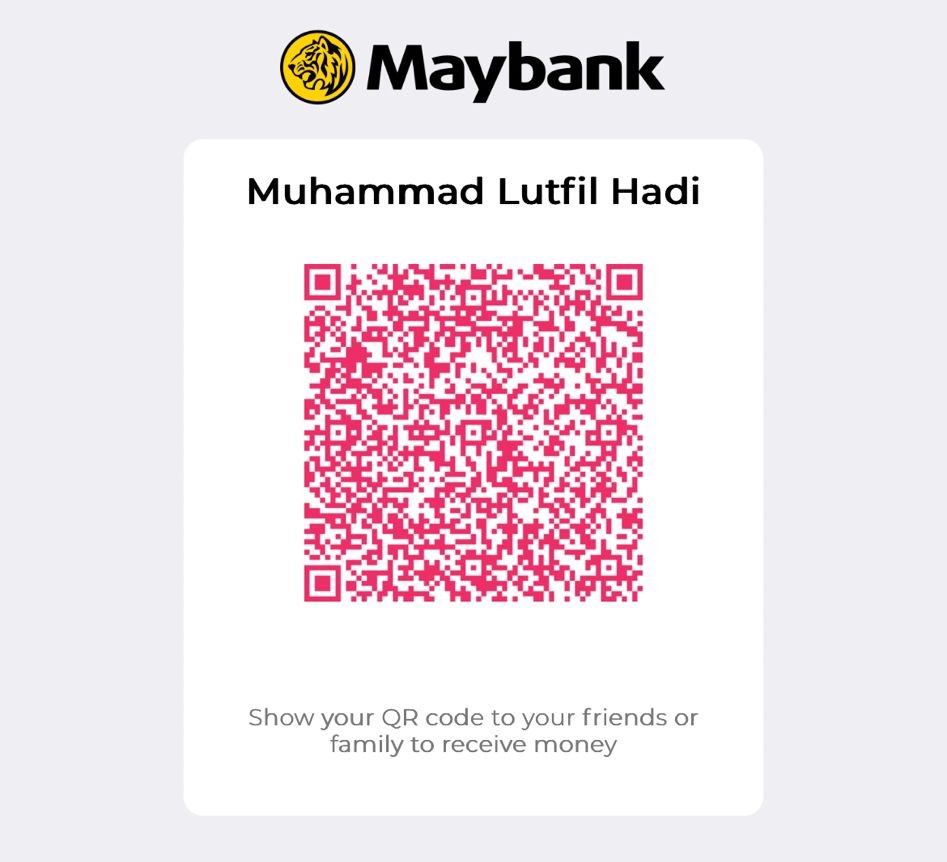 Maybank
Muhammad Lutfil Hadi
Show your QR code to your friends or
family to receive money